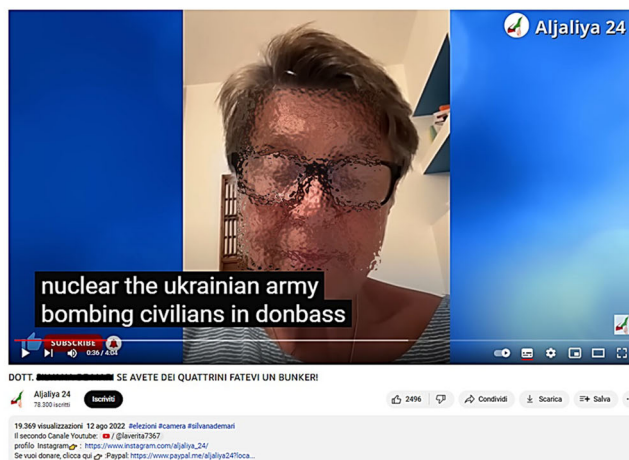 Aljaliya 24
nuclear the ukrainian army
bombing civilians in donbass
SUBSCRIBE
0:36 / 4:04
DOTT. SE AVETE DEI QUATTRINI FATEVI UN BUNKER!
Aljaliya 24
78.300 iscritti
Iscriviti
2496
Condividi
Scarica
Salva
19.369 visualizzazioni 12 ago 2022 #elezioni #camera #silvanademari
Il secondo Canale Youtube: / @laverita7367
profilo Instagram : https://www.instagram.com/aljaliya_24/
Se vuoi donare, clicca qui :Paypal: https://www.paypal.me/aljaliya24?loca...